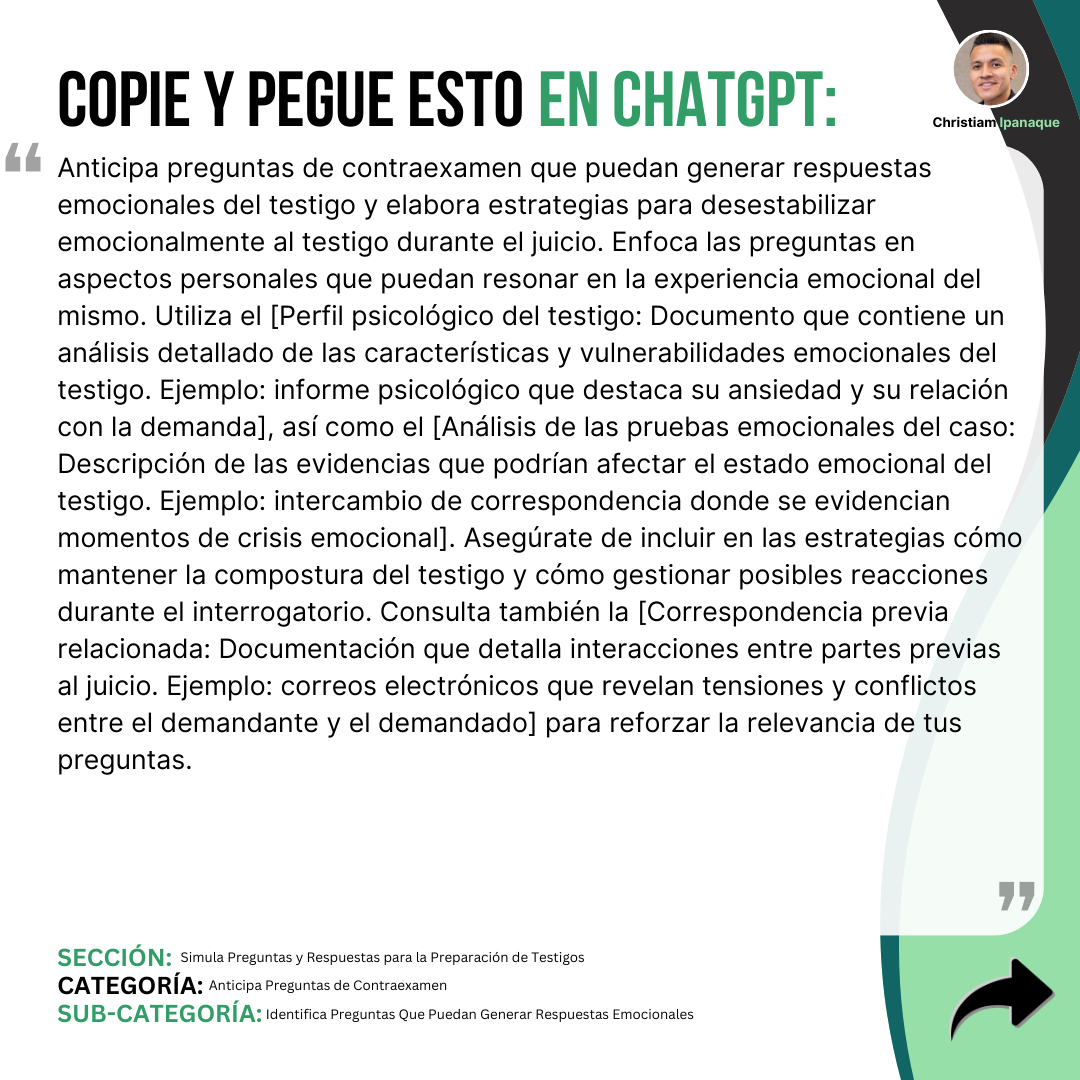 COPIE Y PEGUE ESTO EN CHATGPT:
Christiam Ipanaque
“
Anticipa preguntas de contraexamen que puedan generar respuestas
emocionales del testigo y elabora estrategias para desestabilizar
emocionalmente al testigo durante el juicio. Enfoca las preguntas en
aspectos personales que puedan resonar en la experiencia emocional del
mismo. Utiliza el [Perfil psicológico del testigo: Documento que contiene un
análisis detallado de las características y vulnerabilidades emocionales del
testigo. Ejemplo: informe psicológico que destaca su ansiedad y su relación
con la demanda], así como el [Análisis de las pruebas emocionales del caso:
Descripción de las evidencias que podrían afectar el estado emocional del
testigo. Ejemplo: intercambio de correspondencia donde se evidencian
momentos de crisis emocional]. Asegúrate de incluir en las estrategias cómo
mantener la compostura del testigo y cómo gestionar posibles reacciones
durante el interrogatorio. Consulta también la [Correspondencia previa
relacionada: Documentación que detalla interacciones entre partes previas
al juicio. Ejemplo: correos electrónicos que revelan tensiones y conflictos
entre el demandante y el demandado] para reforzar la relevancia de tus
preguntas.
”
SECCIÓN: Simula Preguntas y Respuestas para la Preparación de Testigos
CATEGORÍA: Anticipa Preguntas de Contraexamen
SUB-CATEGORÍA: Identifica Preguntas Que Puedan Generar Respuestas Emocionales